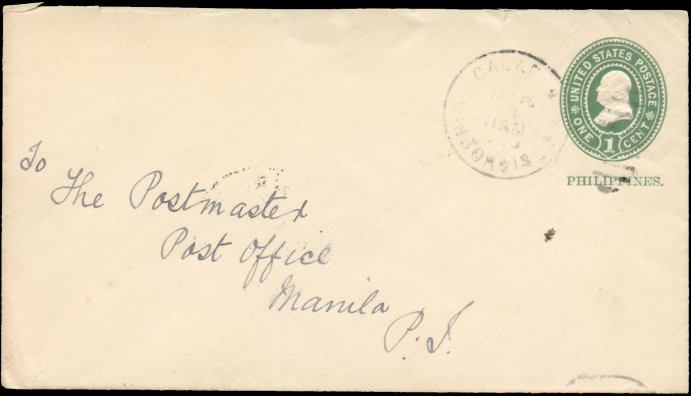 UNITED STATES POSTAGE
ONE 1 CENT
PHILIPPINES.
To
The Postmaster
Post Office
Manila
P.I.